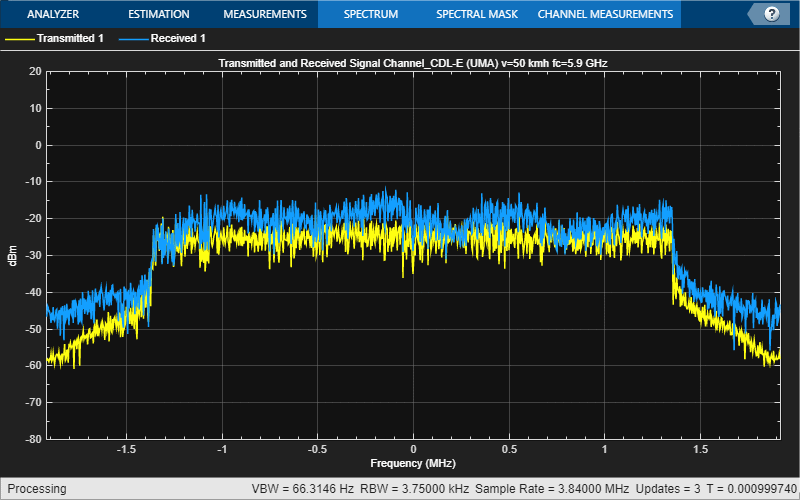 ANALYZER ESTIMATION MEASUREMENTS SPECTRUM SPECTRAL MASK CHANNEL MEASUREMENTS ?
Transmitted 1 Received 1
Transmitted and Received Signal Channel_CDL-E (UMA) v=50 kmh fc=5.9 GHz
20
10
0
-10
-20
-30
-40
-50
-60
-70
-80
dBm
-1.5 -1 -0.5 0 0.5 1 1.5
Frequency (MHz)
Processing VBW = 66.3146 Hz RBW = 3.75000 kHz Sample Rate = 3.84000 MHz Updates = 3 T = 0.000999740